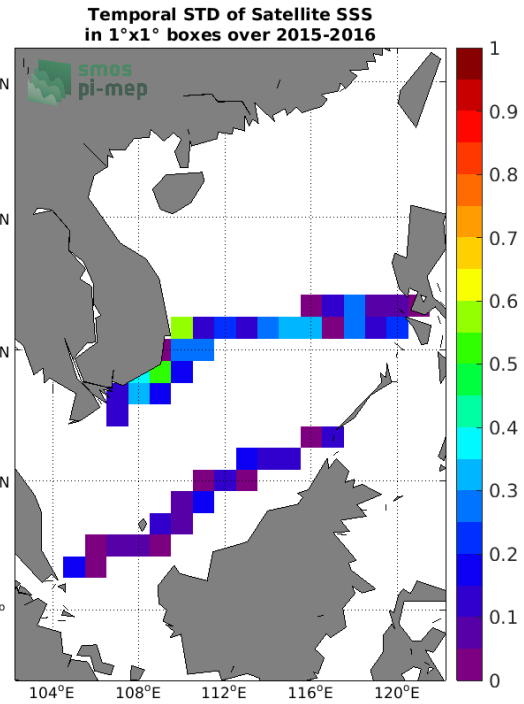 Temporal STD of Satellite SSS
in 1°x1° boxes over 2015-2016
smos
pi-mep
N
N
N
N
o
104°E
108°E
112°E
116°E
120°E
1
0.9
0.8
0.7
0.6
0.5
0.4
0.3
0.2
0.1
0